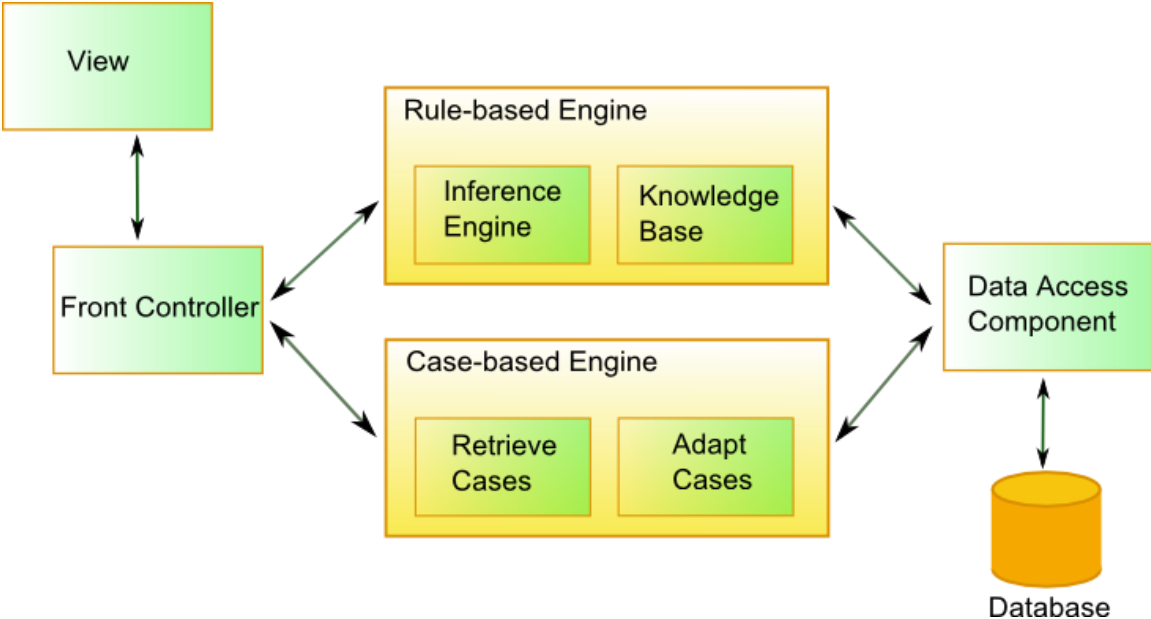 View
Rule-based Engine
Inference
Engine
Knowledge
Base
Front Controller
Data Access
Component
Case-based Engine
Retrieve
Cases
Adapt
Cases
Database